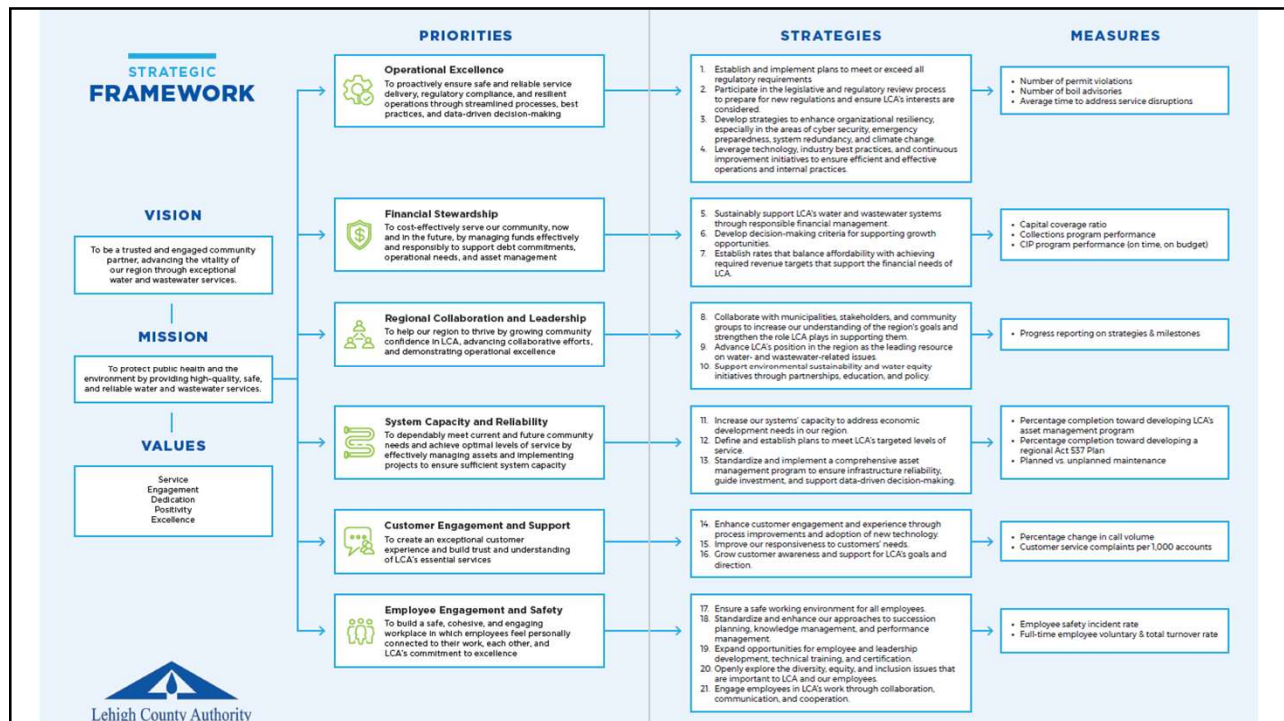 STRATEGIC
FRAMEWORK
VISION
To be a trusted and engaged community
partner, advancing the vitality of
our region through exceptional
water and wastewater services.
MISSION
To protect public health and the
environment by providing high-quality, safe,
and reliable water and wastewater services.
VALUES
Service
Engagement
Dedication
Positivity
Excellence
Lehigh County Authority
PRIORITIES
Operational Excellence
To proactively ensure safe and reliable service
delivery, regulatory compliance, and resilient
operations through streamlined processes, best
practices, and data-driven decision-making
Financial Stewardship
To cost-effectively serve our community, now
and in the future, by managing funds effectively
and responsibly to support debt commitments,
operational needs, and asset management
Regional Collaboration and Leadership
To help our region to thrive by growing community
confidence in LCA, advancing collaborative efforts,
and demonstrating operational excellence
System Capacity and Reliability
To dependably meet current and future community
needs and achieve optimal levels of service by
effectively managing assets and implementing
projects to ensure sufficient system capacity
Customer Engagement and Support
To create an exceptional customer
experience and build trust and understanding
of LCA's essential services
Employee Engagement and Safety
To build a safe, cohesive, and engaging
workplace in which employees feel personally
connected to their work, each other, and
LCA's commitment to excellence
STRATEGIES
1. Establish and implement plans to meet or exceed all
regulatory requirements
2. Participate in the legislative and regulatory review process
to prepare for new regulations and ensure LCA's interests are
considered.
3. Develop strategies to enhance organizational resiliency,
especially in the areas of cyber security, emergency
preparedness, system redundancy, and climate change.
4. Leverage technology, industry best practices, and continuous
improvement initiatives to ensure efficient and effective
operations and internal practices.
5. Sustainably support LCA's water and wastewater systems
through responsible financial management.
6. Develop decision-making criteria for supporting growth
opportunities.
7. Establish rates that balance affordability with achieving
required revenue targets that support the financial needs of
LCA.
8. Collaborate with municipalities, stakeholders, and community
groups to increase our understanding of the region's goals and
strengthen the role LCA plays in supporting them.
9. Advance LCA's position in the region as the leading resource
on water- and wastewater-related issues.
10. Support environmental sustainability and water equity
initiatives through partnerships, education, and policy.
11. Increase our systems' capacity to address economic
development needs in our region.
12. Define and establish plans to meet LCA's targeted levels of
service.
13. Standardize and implement a comprehensive asset
management program to ensure infrastructure reliability,
guide investment, and support data-driven decision-making.
14. Enhance customer engagement and experience through
process improvements and adoption of new technology.
15. Improve our responsiveness to customers' needs.
16. Grow customer awareness and support for LCA's goals and
direction.
17. Ensure a safe working environment for all employees.
18. Standardize and enhance our approaches to succession
planning, knowledge management, and performance
management.
19. Expand opportunities for employee and leadership
development, technical training, and certification.
20. Openly explore the diversity, equity, and inclusion issues that
are important to LCA and our employees.
21. Engage employees in LCA's work through collaboration,
communication, and cooperation.
MEASURES
• Number of permit violations
• Number of boil advisories
• Average time to address service disruptions
• Capital coverage ratio
• Collections program performance
• CIP program performance (on time, on budget)
• Progress reporting on strategies & milestones
• Percentage completion toward developing LCA's
asset management program
• Percentage completion toward developing a
regional Act 537 Plan
• Planned vs. unplanned maintenance
• Percentage change in call volume
• Customer service complaints per 1,000 accounts
• Employee safety incident rate
• Full-time employee voluntary & total turnover rate